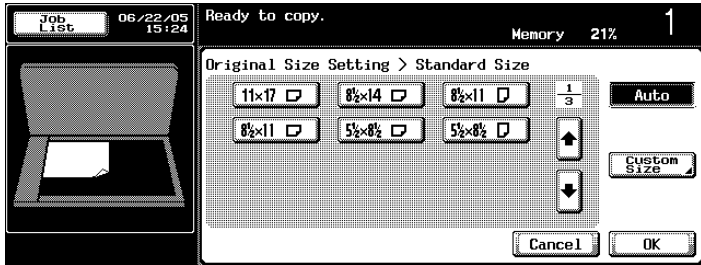 Job List
06/22/05
15:24
Ready to copy.
Memory 21%
1
Original Size Setting > Standard Size
11×17
8½×14
8½×11
1
3
Auto
8½×11
5½×8½
5½×8½
Custom Size
Cancel
OK